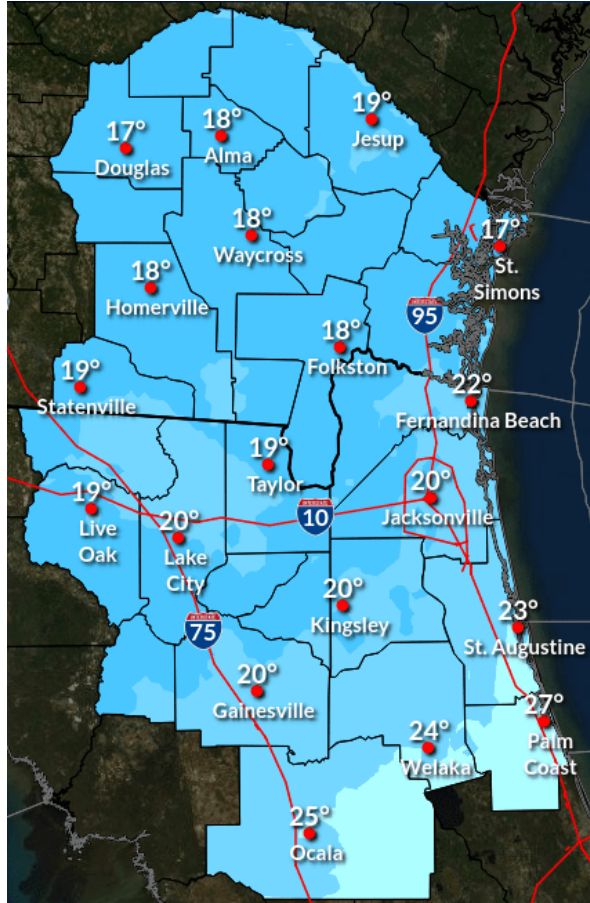 19°
Jesup
18°
Alma
17°
Douglas
18°
Waycross
17°
St.
Simons
18°
Homerville
95
18°
Folkston
19°
Statenville
22°
Fernandina Beach
19°
Taylor
20°
Jacksonville
19°
Live
Oak
20°
Lake
City
INTERSTATE
10
20°
Kingsley
75
23°
St. Augustine
20°
Gainesville
27°
Palm
Coast
24°
Welaka
25°
Ocala